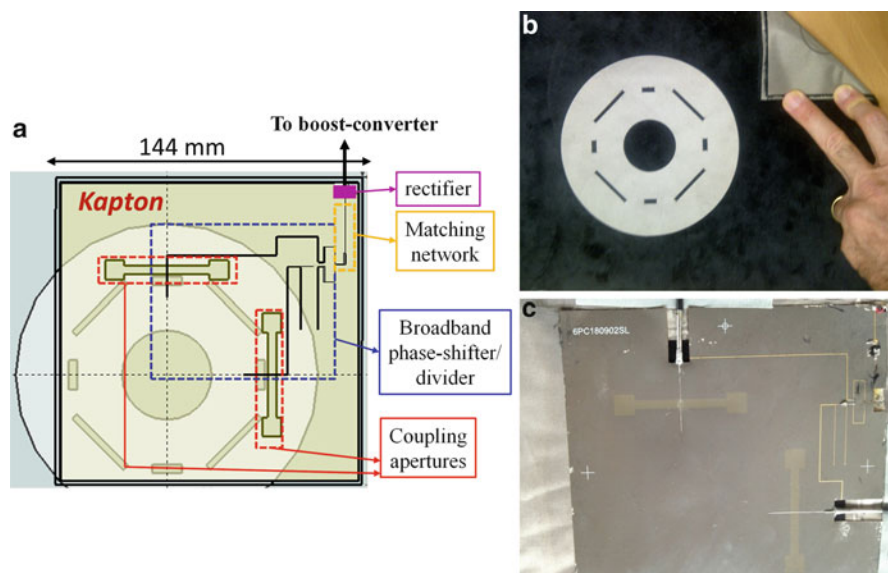 a
To boost-converter
144 mm
Kapton
rectifier
Matching
network
Broadband
phase-shifter/
divider
Coupling
apertures
b
c
6PC180902SL